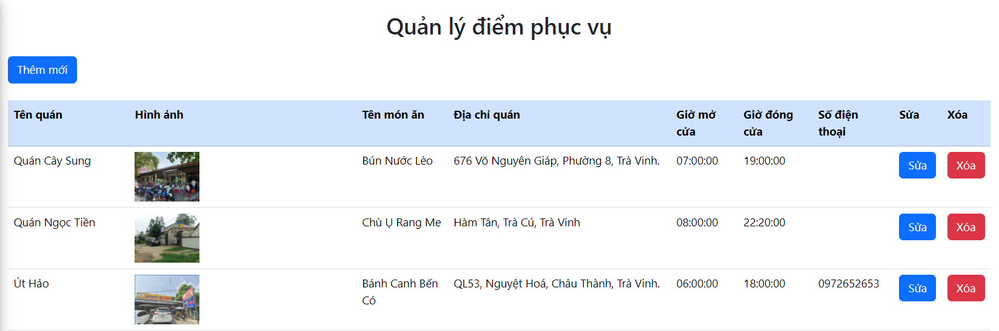 Quản lý điểm phục vụ
Thêm mới
Tên quán Hình ảnh Tên món ăn Địa chỉ quán Giờ mở cửa Giờ đóng cửa Số điện thoại Sửa Xóa
Quán Cây Sung Bún Nước Lèo 676 Võ Nguyên Giáp, Phường 8, Trà Vinh. 07:00:00 19:00:00 Sửa Xóa
Quán Ngọc Tiền Chù Ụ Rang Me Hàm Tân, Trà Cú, Trà Vinh 08:00:00 22:20:00 Sửa Xóa
Út Hảo Bánh Canh Bến Có QL53, Nguyệt Hoá, Châu Thành, Trà Vinh. 06:00:00 18:00:00 0972652653 Sửa Xóa